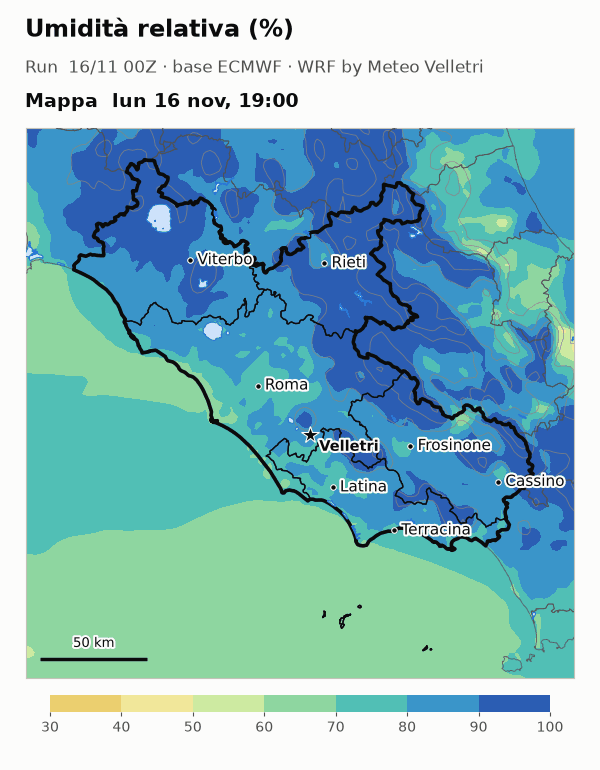 Umidità relativa (%)
Run  16/11 00Z · base ECMWF · WRF by Meteo Velletri
Mappa  lun 16 nov, 19:00
Viterbo
Rieti
Roma
Velletri
Frosinone
Latina
Cassino
Terracina
50 km
30 40 50 60 70 80 90 100